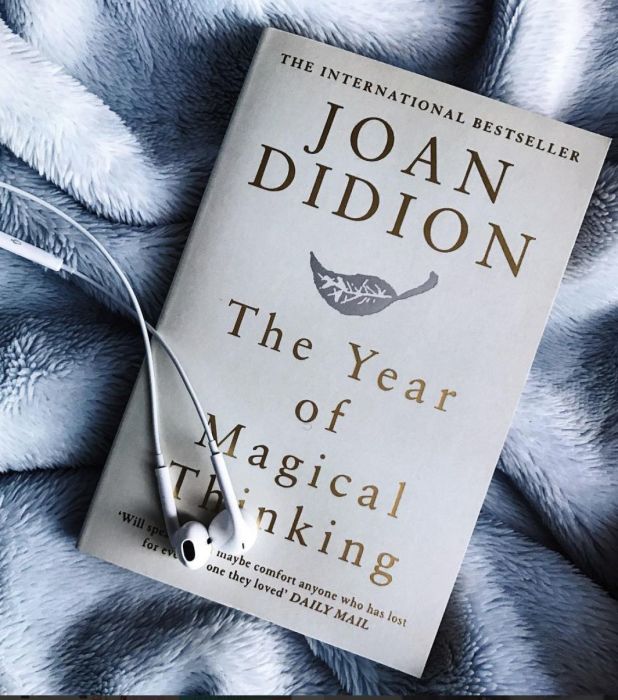 THE INTERNATIONAL BESTSELLER
JOAN
DIDION
The Year
of
Magical
Thinking
'Will maybe comfort anyone who has lost
for one they loved' DAILY MAIL